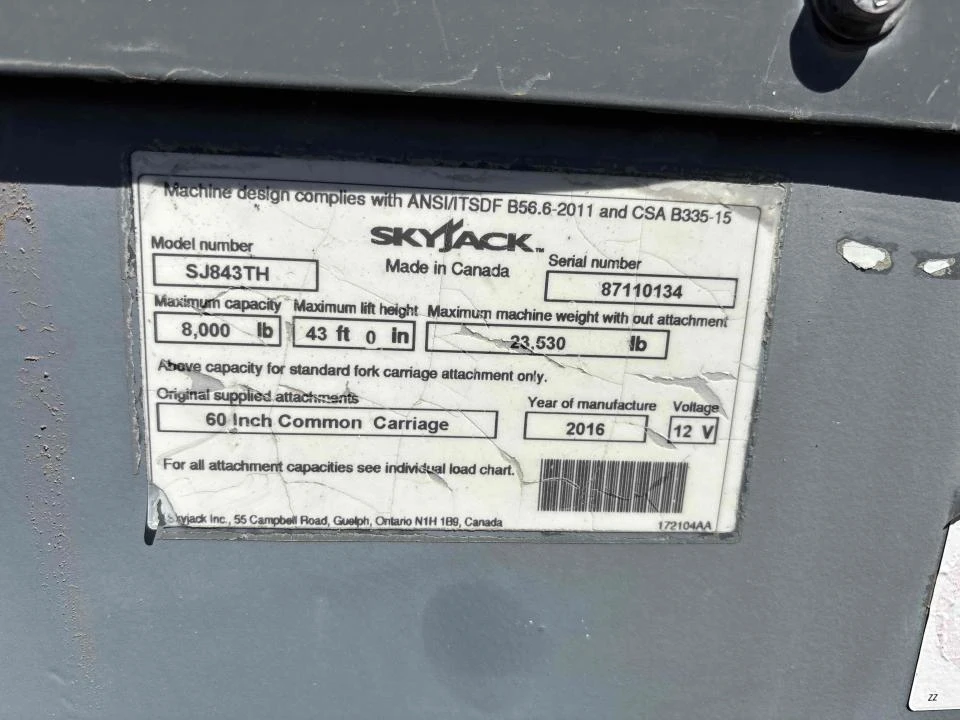 Machine design complies with ANSI/ITSDF B56.6-2011 and CSA B335-15
SKYJACK™
Made in Canada
Model number
SJ843TH
Serial number
87110134
Maximum capacity
8,000 lb
Maximum lift height
43 ft 0 in
Maximum machine weight with out attachment
23,530 lb
Above capacity for standard fork carriage attachment only.
Original supplied attachments
60 Inch Common Carriage
Year of manufacture
2016
Voltage
12 V
For all attachment capacities see individual load chart.
Skyjack Inc., 55 Campbell Road, Guelph, Ontario N1H 1B9, Canada
172104AA
ZZ